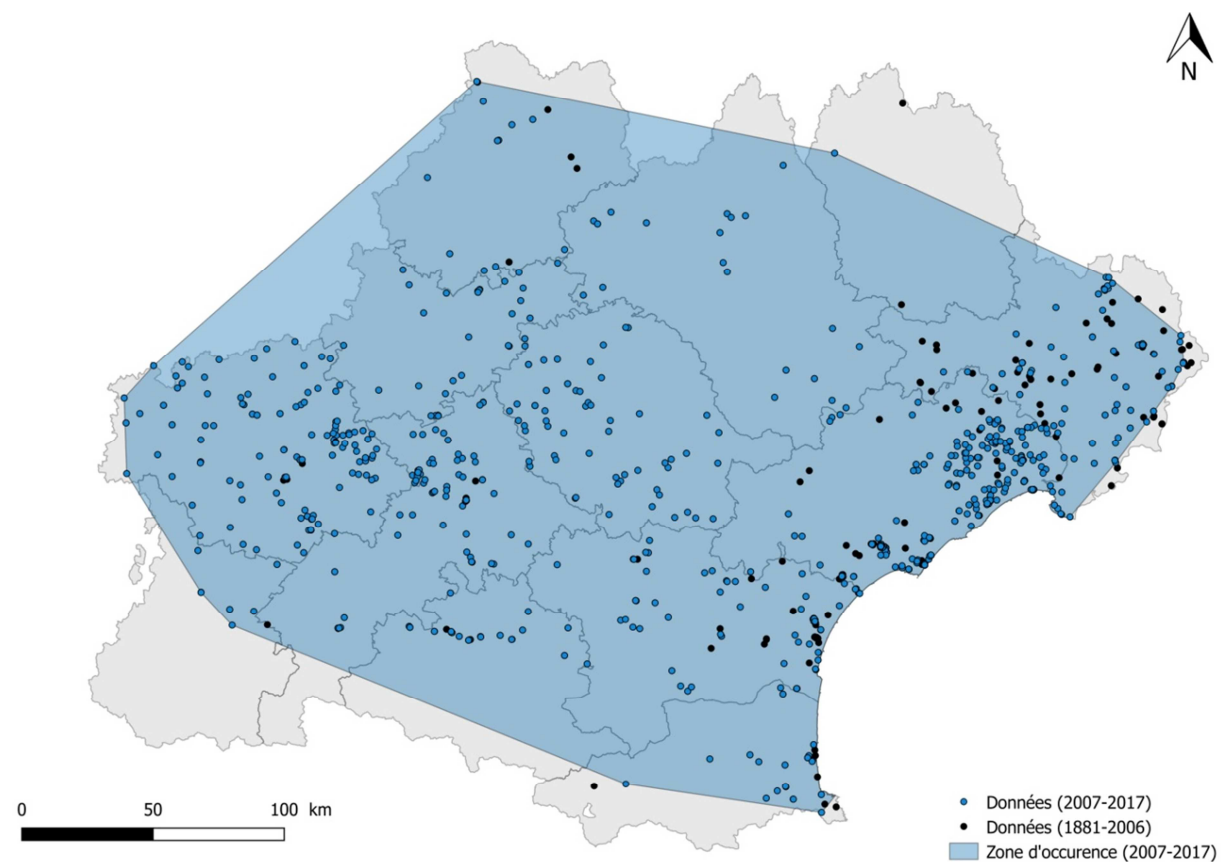 N
0 50 100 km
Données (2007-2017)
Données (1881-2006)
Zone d'occurence (2007-2017)